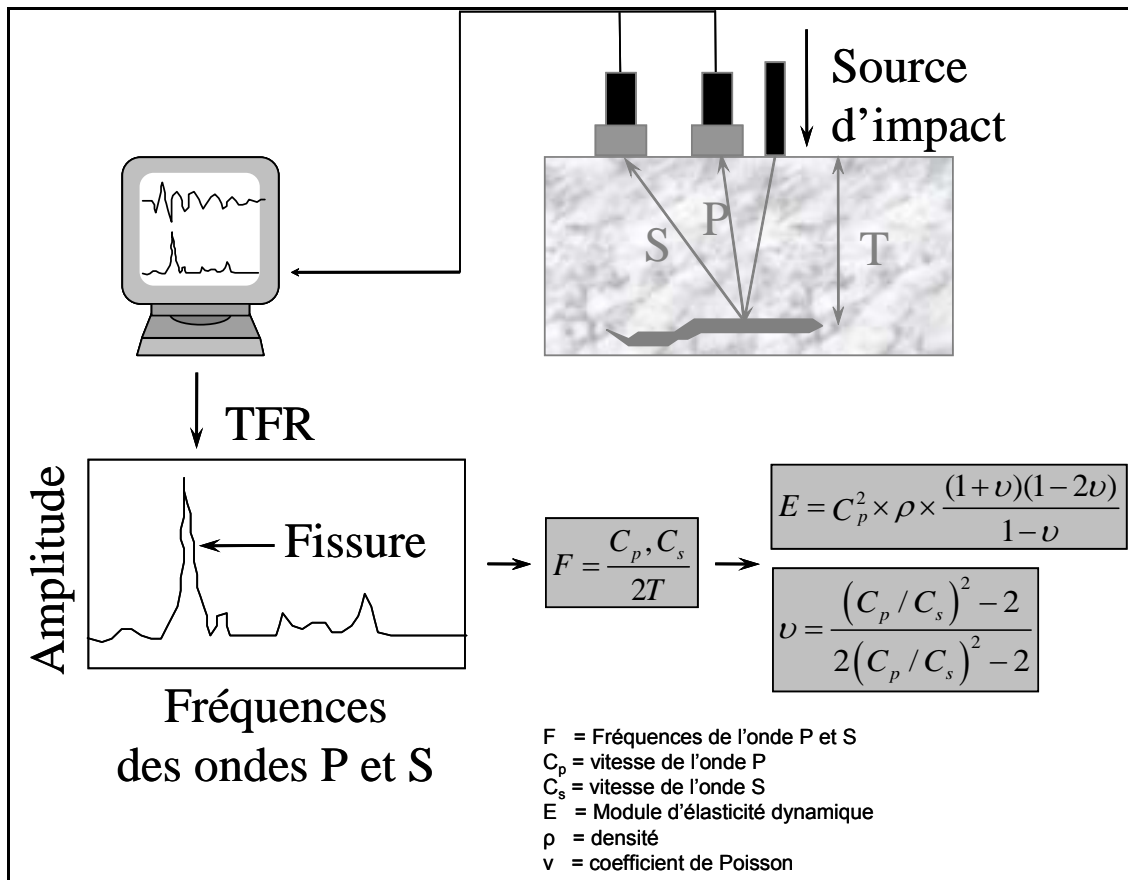 Source
d'impact
S
P
T
TFR
Amplitude
Fissure
Fréquences
des ondes P et S
F = C_p, C_s / 2T
E = C_p^2 × ρ × (1+υ)(1−2υ) / 1−υ
υ = (C_p / C_s)^2 − 2 / 2(C_p / C_s)^2 − 2
F = Fréquences de l'onde P et S
C_p = vitesse de l'onde P
C_s = vitesse de l'onde S
E = Module d'élasticité dynamique
ρ = densité
ν = coefficient de Poisson